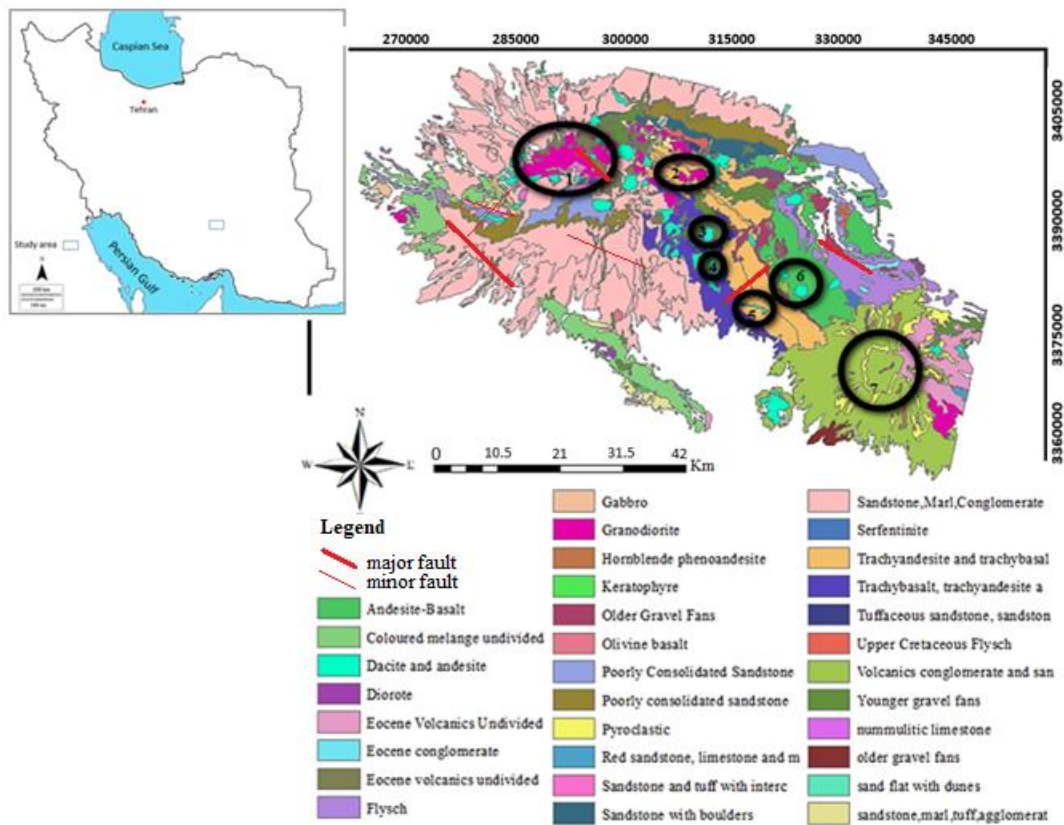 Caspian Sea
Tehran
Study area
N
Persian Gulf
270000 285000 300000 315000 330000 345000
3405000
3390000
3375000
3360000
1
2
3
4
5
6
7
N
W
0 10.5 21 31.5 42
Km
Legend
major fault
minor fault
Andesite-Basalt
Coloured melange undivided
Dacite and andesite
Diorote
Eocene Volcanics Undivided
Eocene conglomerate
Eocene volcanics undivided
Flysch
Gabbro
Granodiorite
Hornblende phenoandesite
Keratophyre
Older Gravel Fans
Olivine basalt
Poorly Consolidated Sandstone
Poorly consolidated sandstone
Pyroclastic
Red sandstone, limestone and m
Sandstone and tuff with interc
Sandstone with boulders
Sandstone,Marl,Conglomerate
Serfentinite
Trachyandesite and trachybasal
Trachybasalt, trachyandesite a
Tuffaceous sandstone, sandston
Upper Cretaceous Flysch
Volcanics conglomerate and san
Younger gravel fans
nummulitic limestone
older gravel fans
sand flat with dunes
sandstone,marl,tuff,agglomerat